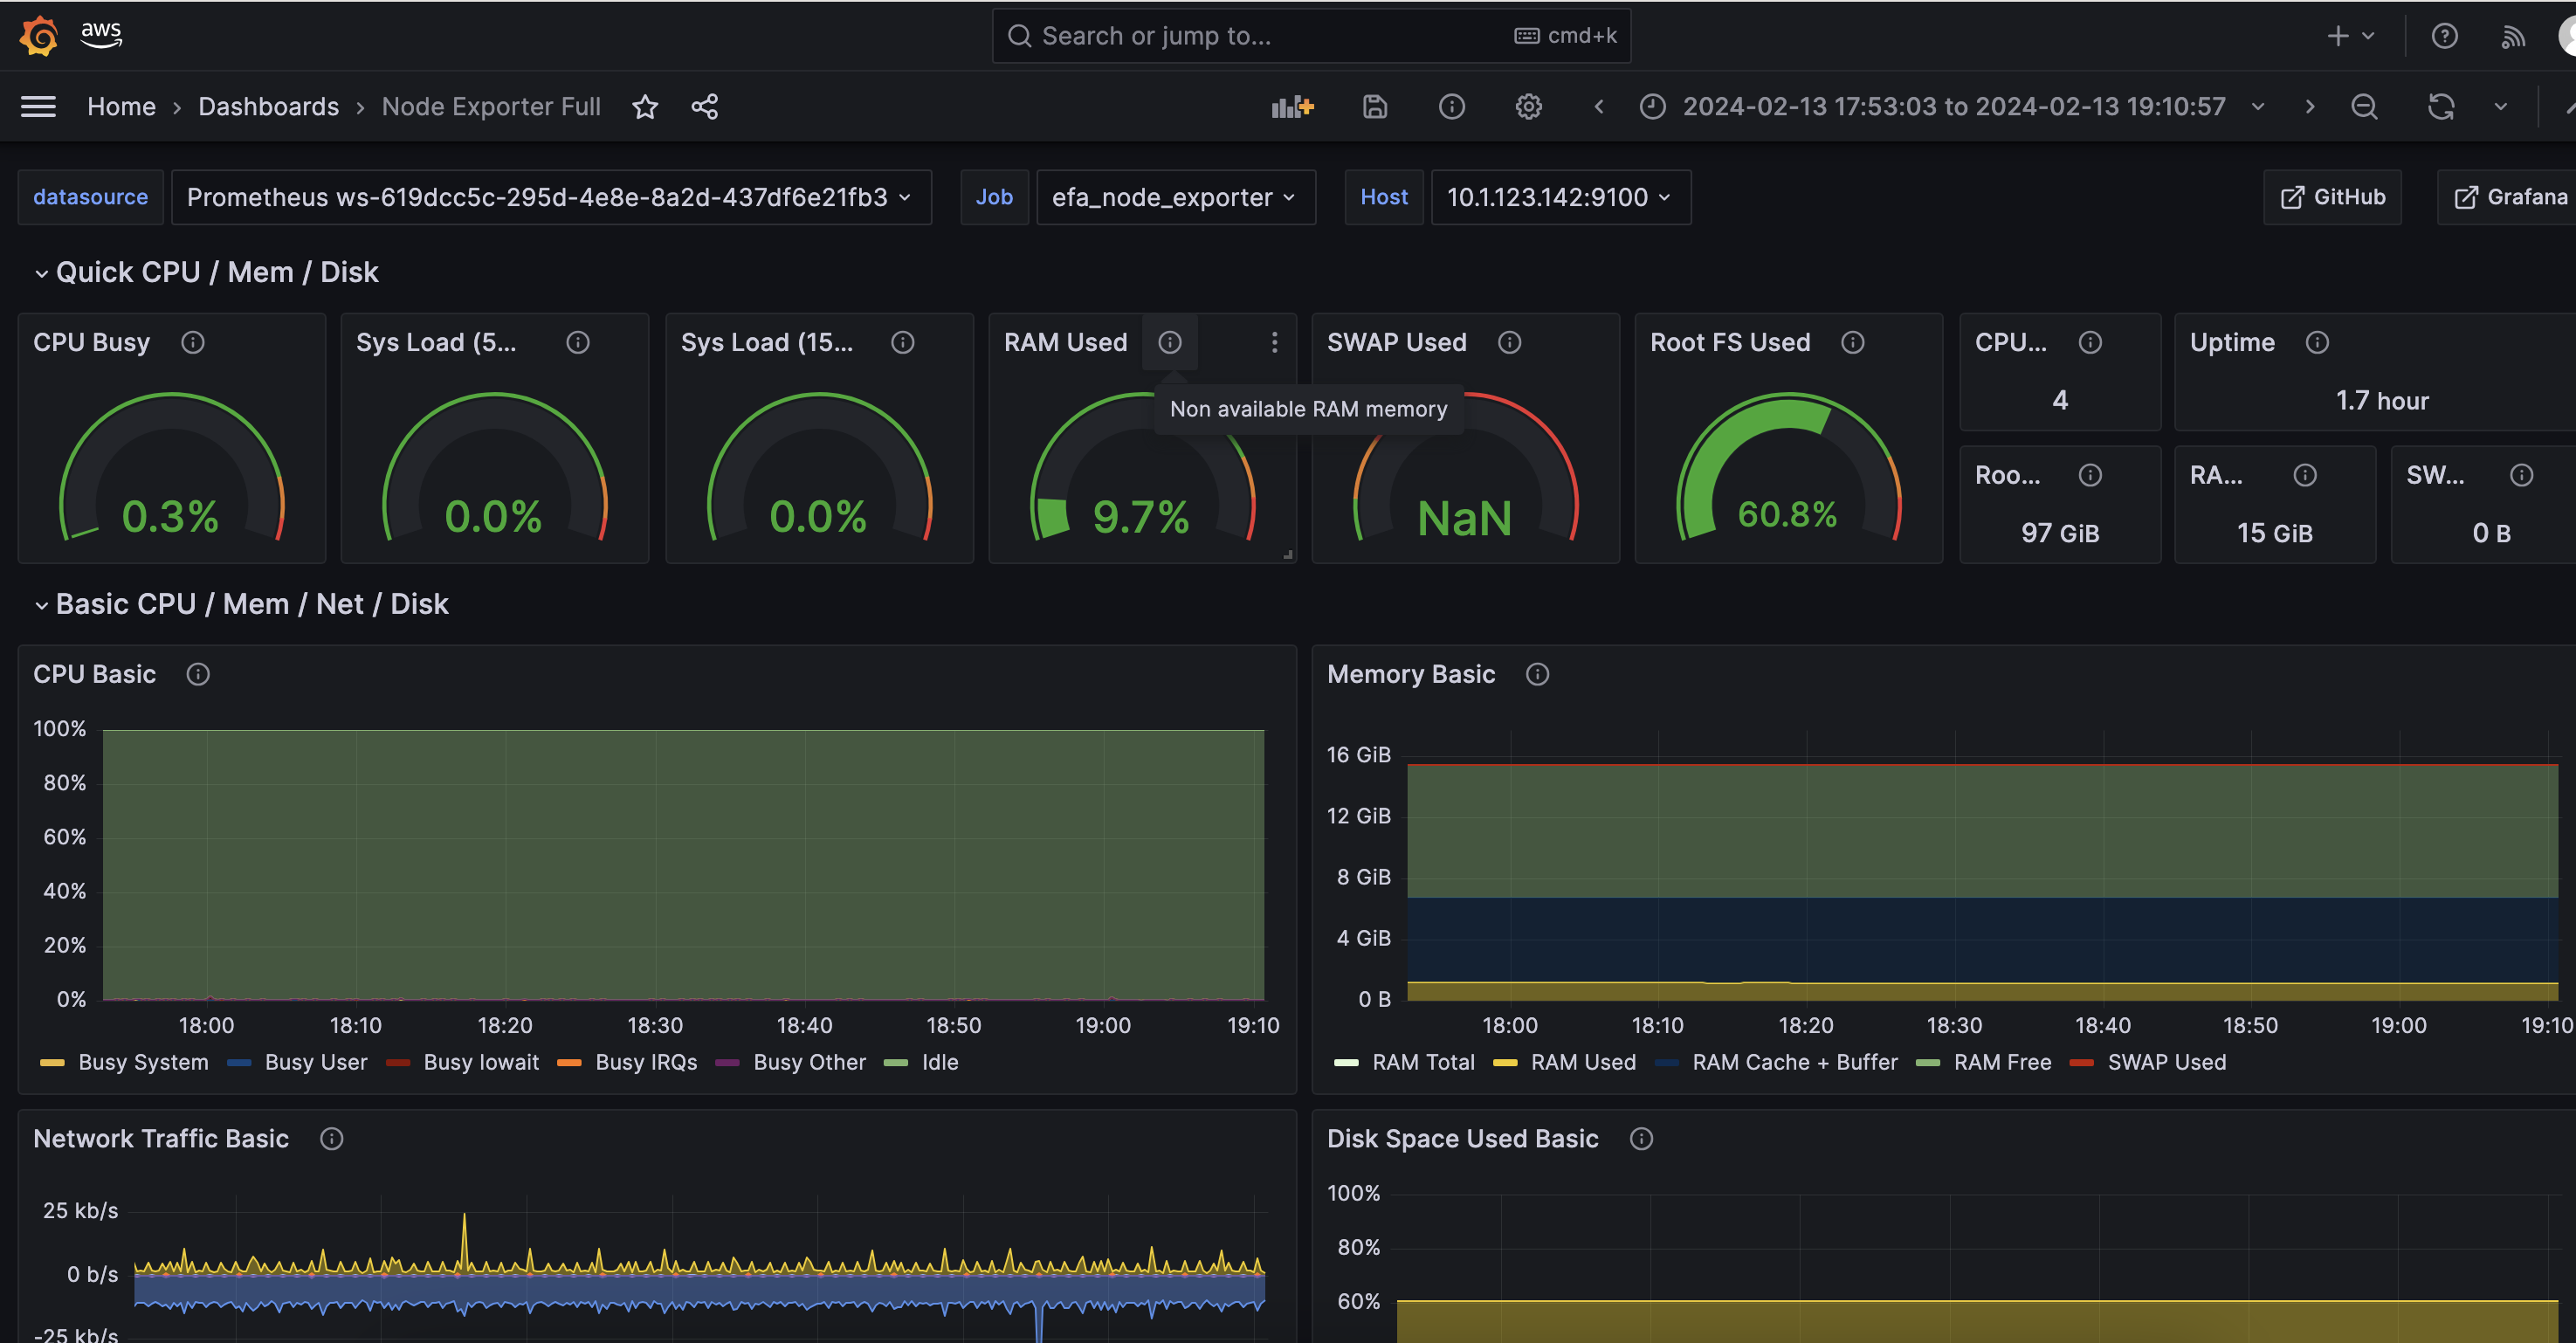 aws
Search or jump to...
cmd+k
Home › Dashboards › Node Exporter Full
2024-02-13 17:53:03 to 2024-02-13 19:10:57
datasource
Prometheus ws-619dcc5c-295d-4e8e-8a2d-437df6e21fb3
Job
efa_node_exporter
Host
10.1.123.142:9100
GitHub
Grafana
Quick CPU / Mem / Disk
CPU Busy
0.3%
Sys Load (5...
0.0%
Sys Load (15...
0.0%
RAM Used
Non available RAM memory
9.7%
SWAP Used
NaN
Root FS Used
60.8%
CPU...
4
Uptime
1.7 hour
Roo...
97 GiB
RA...
15 GiB
SW...
0 B
Basic CPU / Mem / Net / Disk
CPU Basic
100%
80%
60%
40%
20%
0%
18:00 18:10 18:20 18:30 18:40 18:50 19:00 19:10
Busy System Busy User Busy Iowait Busy IRQs Busy Other Idle
Memory Basic
16 GiB
12 GiB
8 GiB
4 GiB
0 B
18:00 18:10 18:20 18:30 18:40 18:50 19:00 19:10
RAM Total RAM Used RAM Cache + Buffer RAM Free SWAP Used
Network Traffic Basic
25 kb/s
0 b/s
-25 kb/s
Disk Space Used Basic
100%
80%
60%